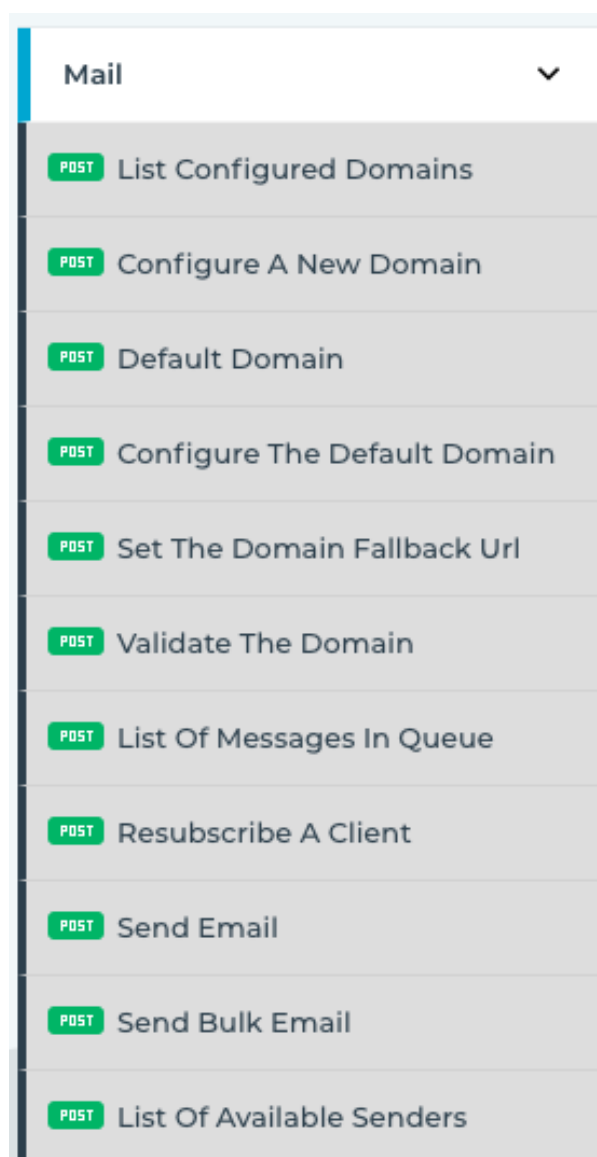 Mail
POST List Configured Domains
POST Configure A New Domain
POST Default Domain
POST Configure The Default Domain
POST Set The Domain Fallback Url
POST Validate The Domain
POST List Of Messages In Queue
POST Resubscribe A Client
POST Send Email
POST Send Bulk Email
POST List Of Available Senders